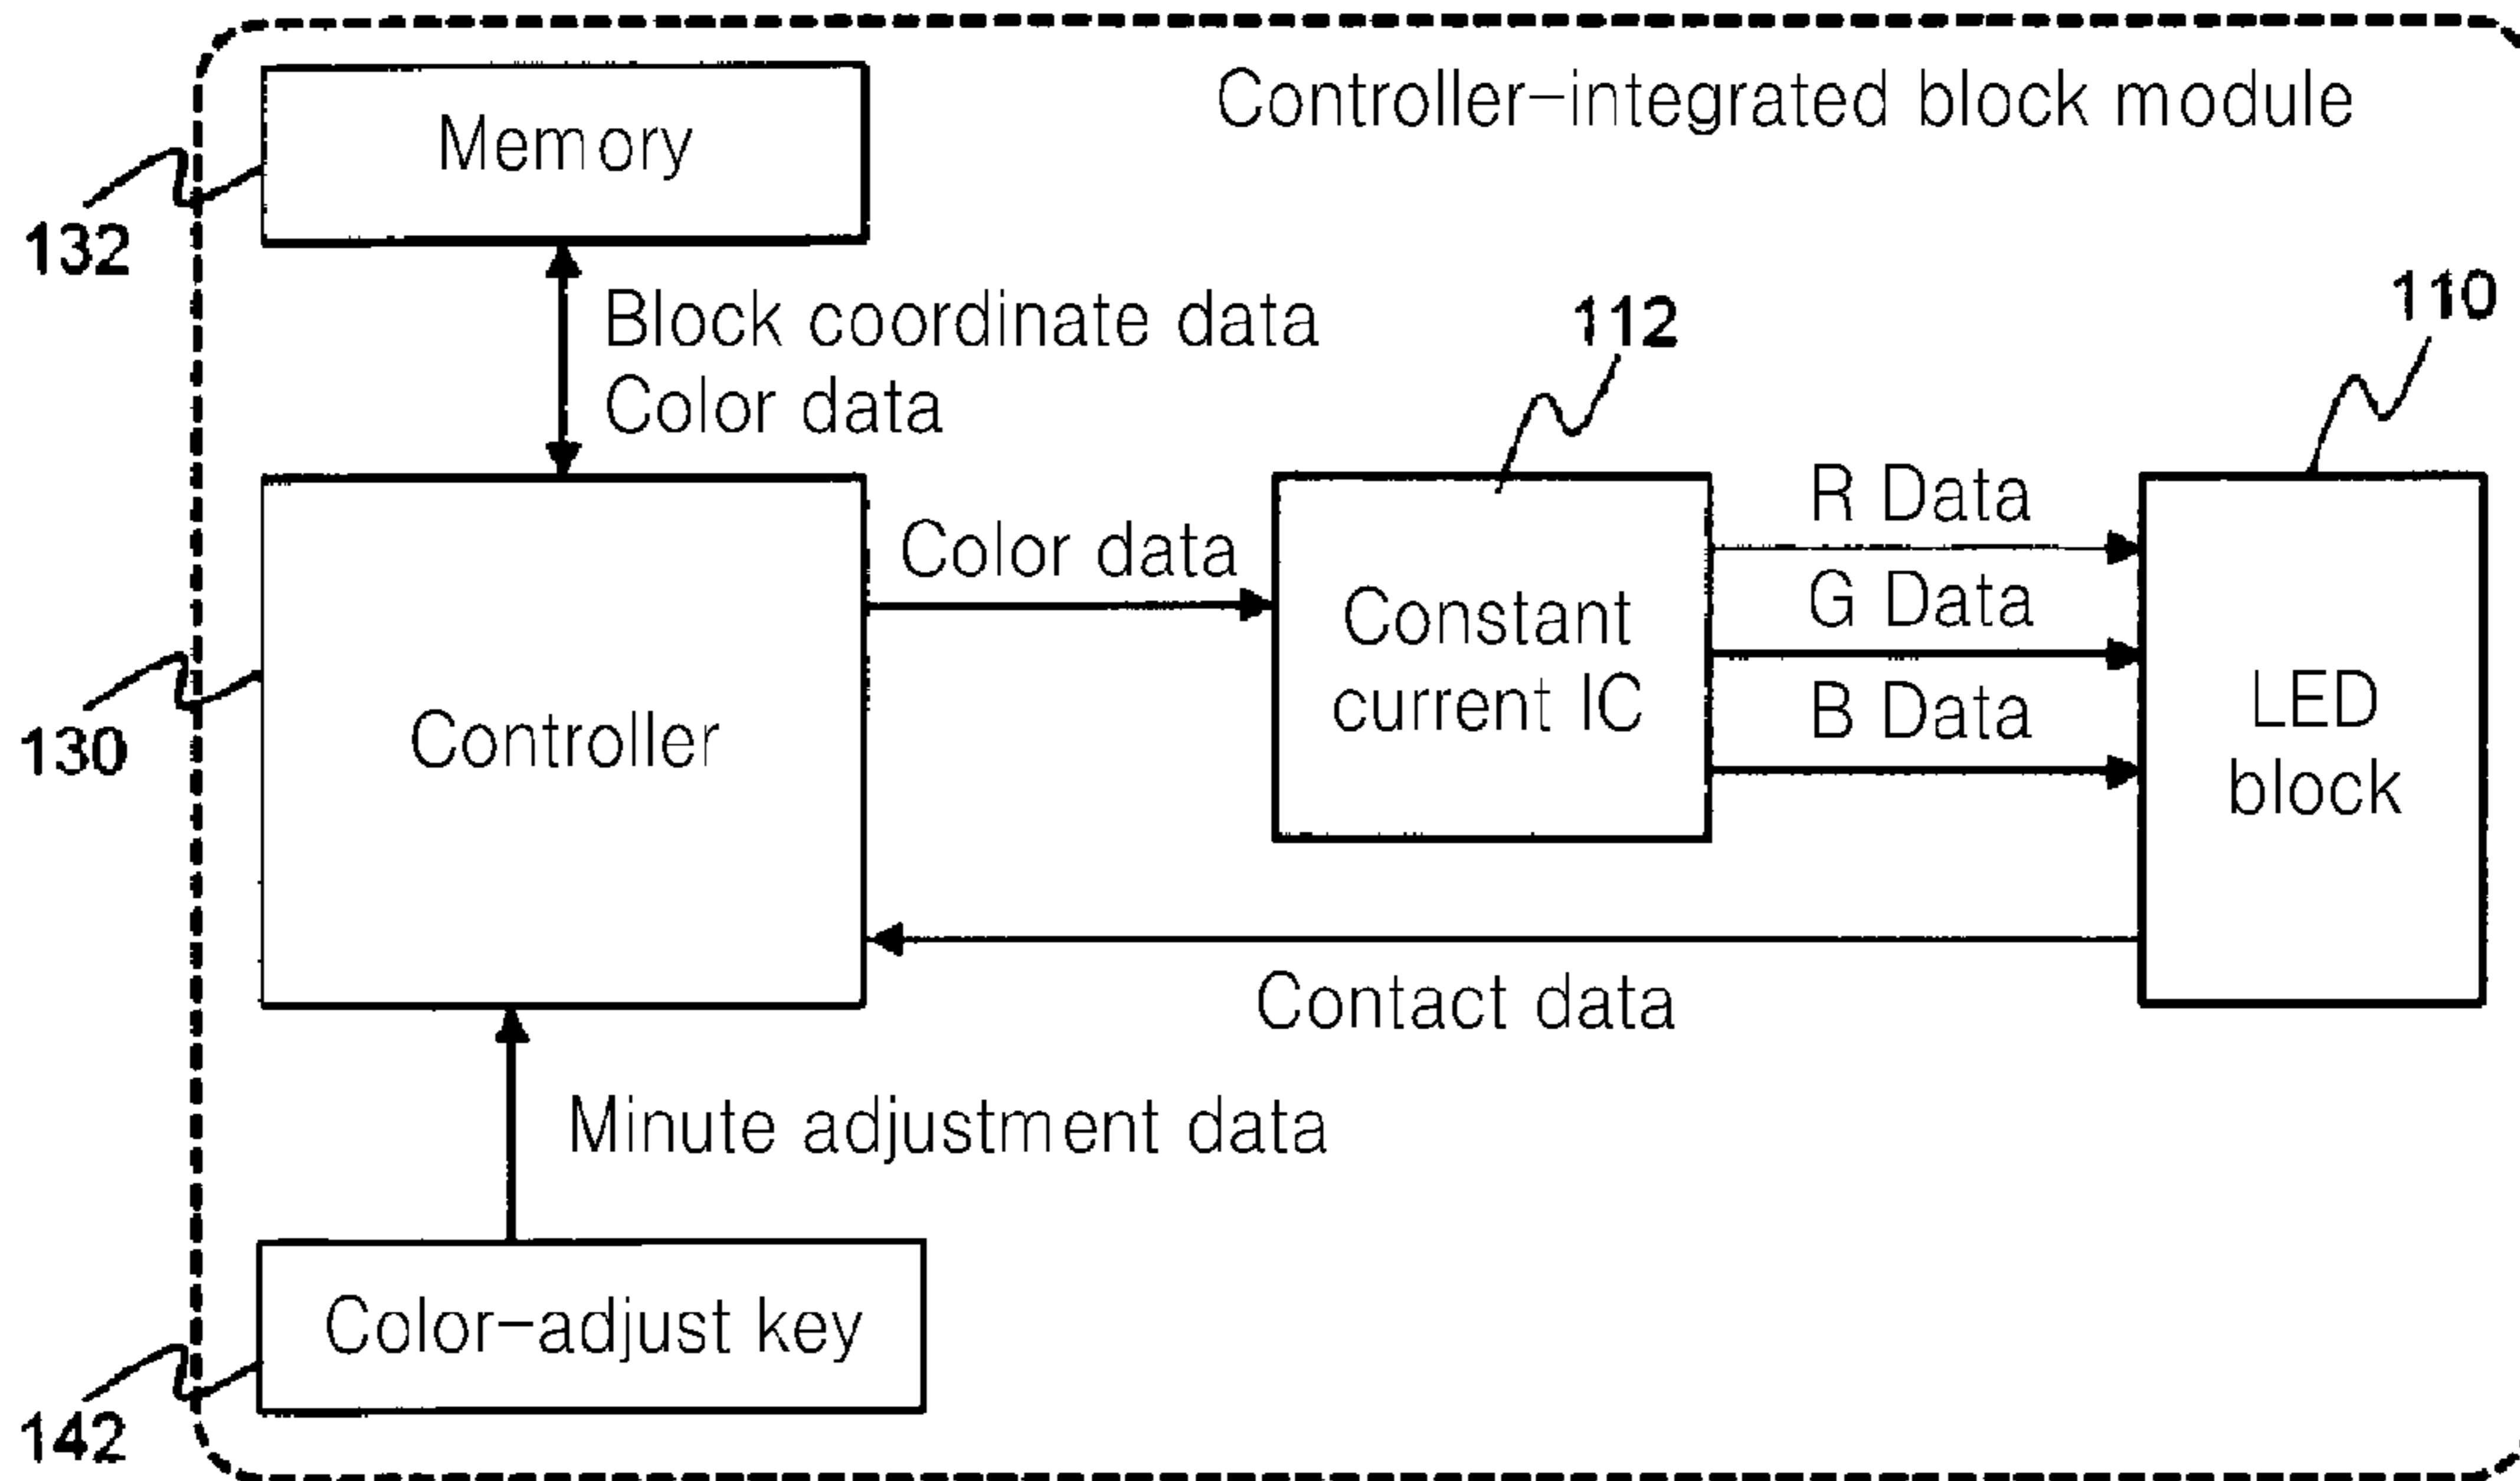 Controller-integrated block module
Memory
132
Block coordinate data
Color data
112
110
Controller
130
Color data
Constant
current IC
R Data
G Data
B Data
LED
block
Contact data
Minute adjustment data
Color-adjust key
142